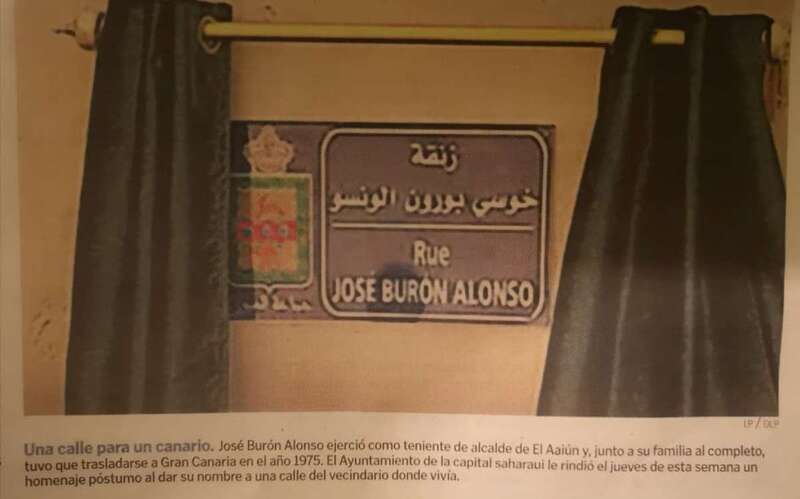 زنقة
خوسي بورون الونسو
Rue
JOSÉ BURÓN ALONSO
LP / DLP
Una calle para un canario. José Burón Alonso ejerció como teniente de alcalde de El Aaiún y, junto a su familia al completo,
tuvo que trasladarse a Gran Canaria en el año 1975. El Ayuntamiento de la capital saharaui le rindió el jueves de esta semana un
homenaje póstumo al dar su nombre a una calle del vecindario donde vivía.